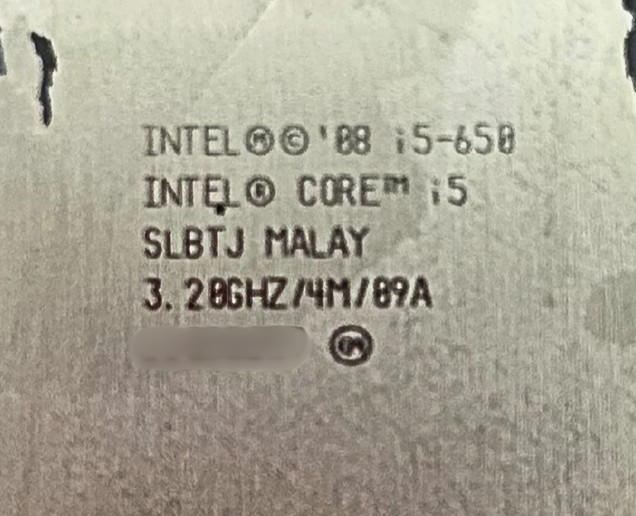 INTEL Ⓜ©'08 i5-650
INTEL® CORE™ i5
SLBTJ MALAY
3.20GHZ/4M/09A